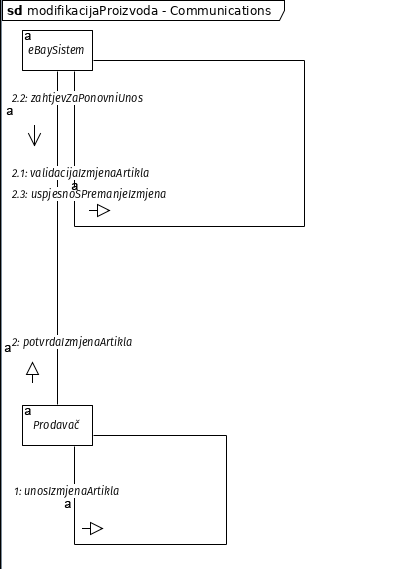 sd modifikacijaProizvoda - Communications
a
eBaySistem
2.2: zahtjevZaPonovniUnos
a
2.1: validacijaIzmjenaArtikla
a
2.3: uspjesnoSPremanjeIzmjena
2: potvrdaIzmjenaArtikla
a
a
Prodavač
1: unosIzmjenaArtikla
a